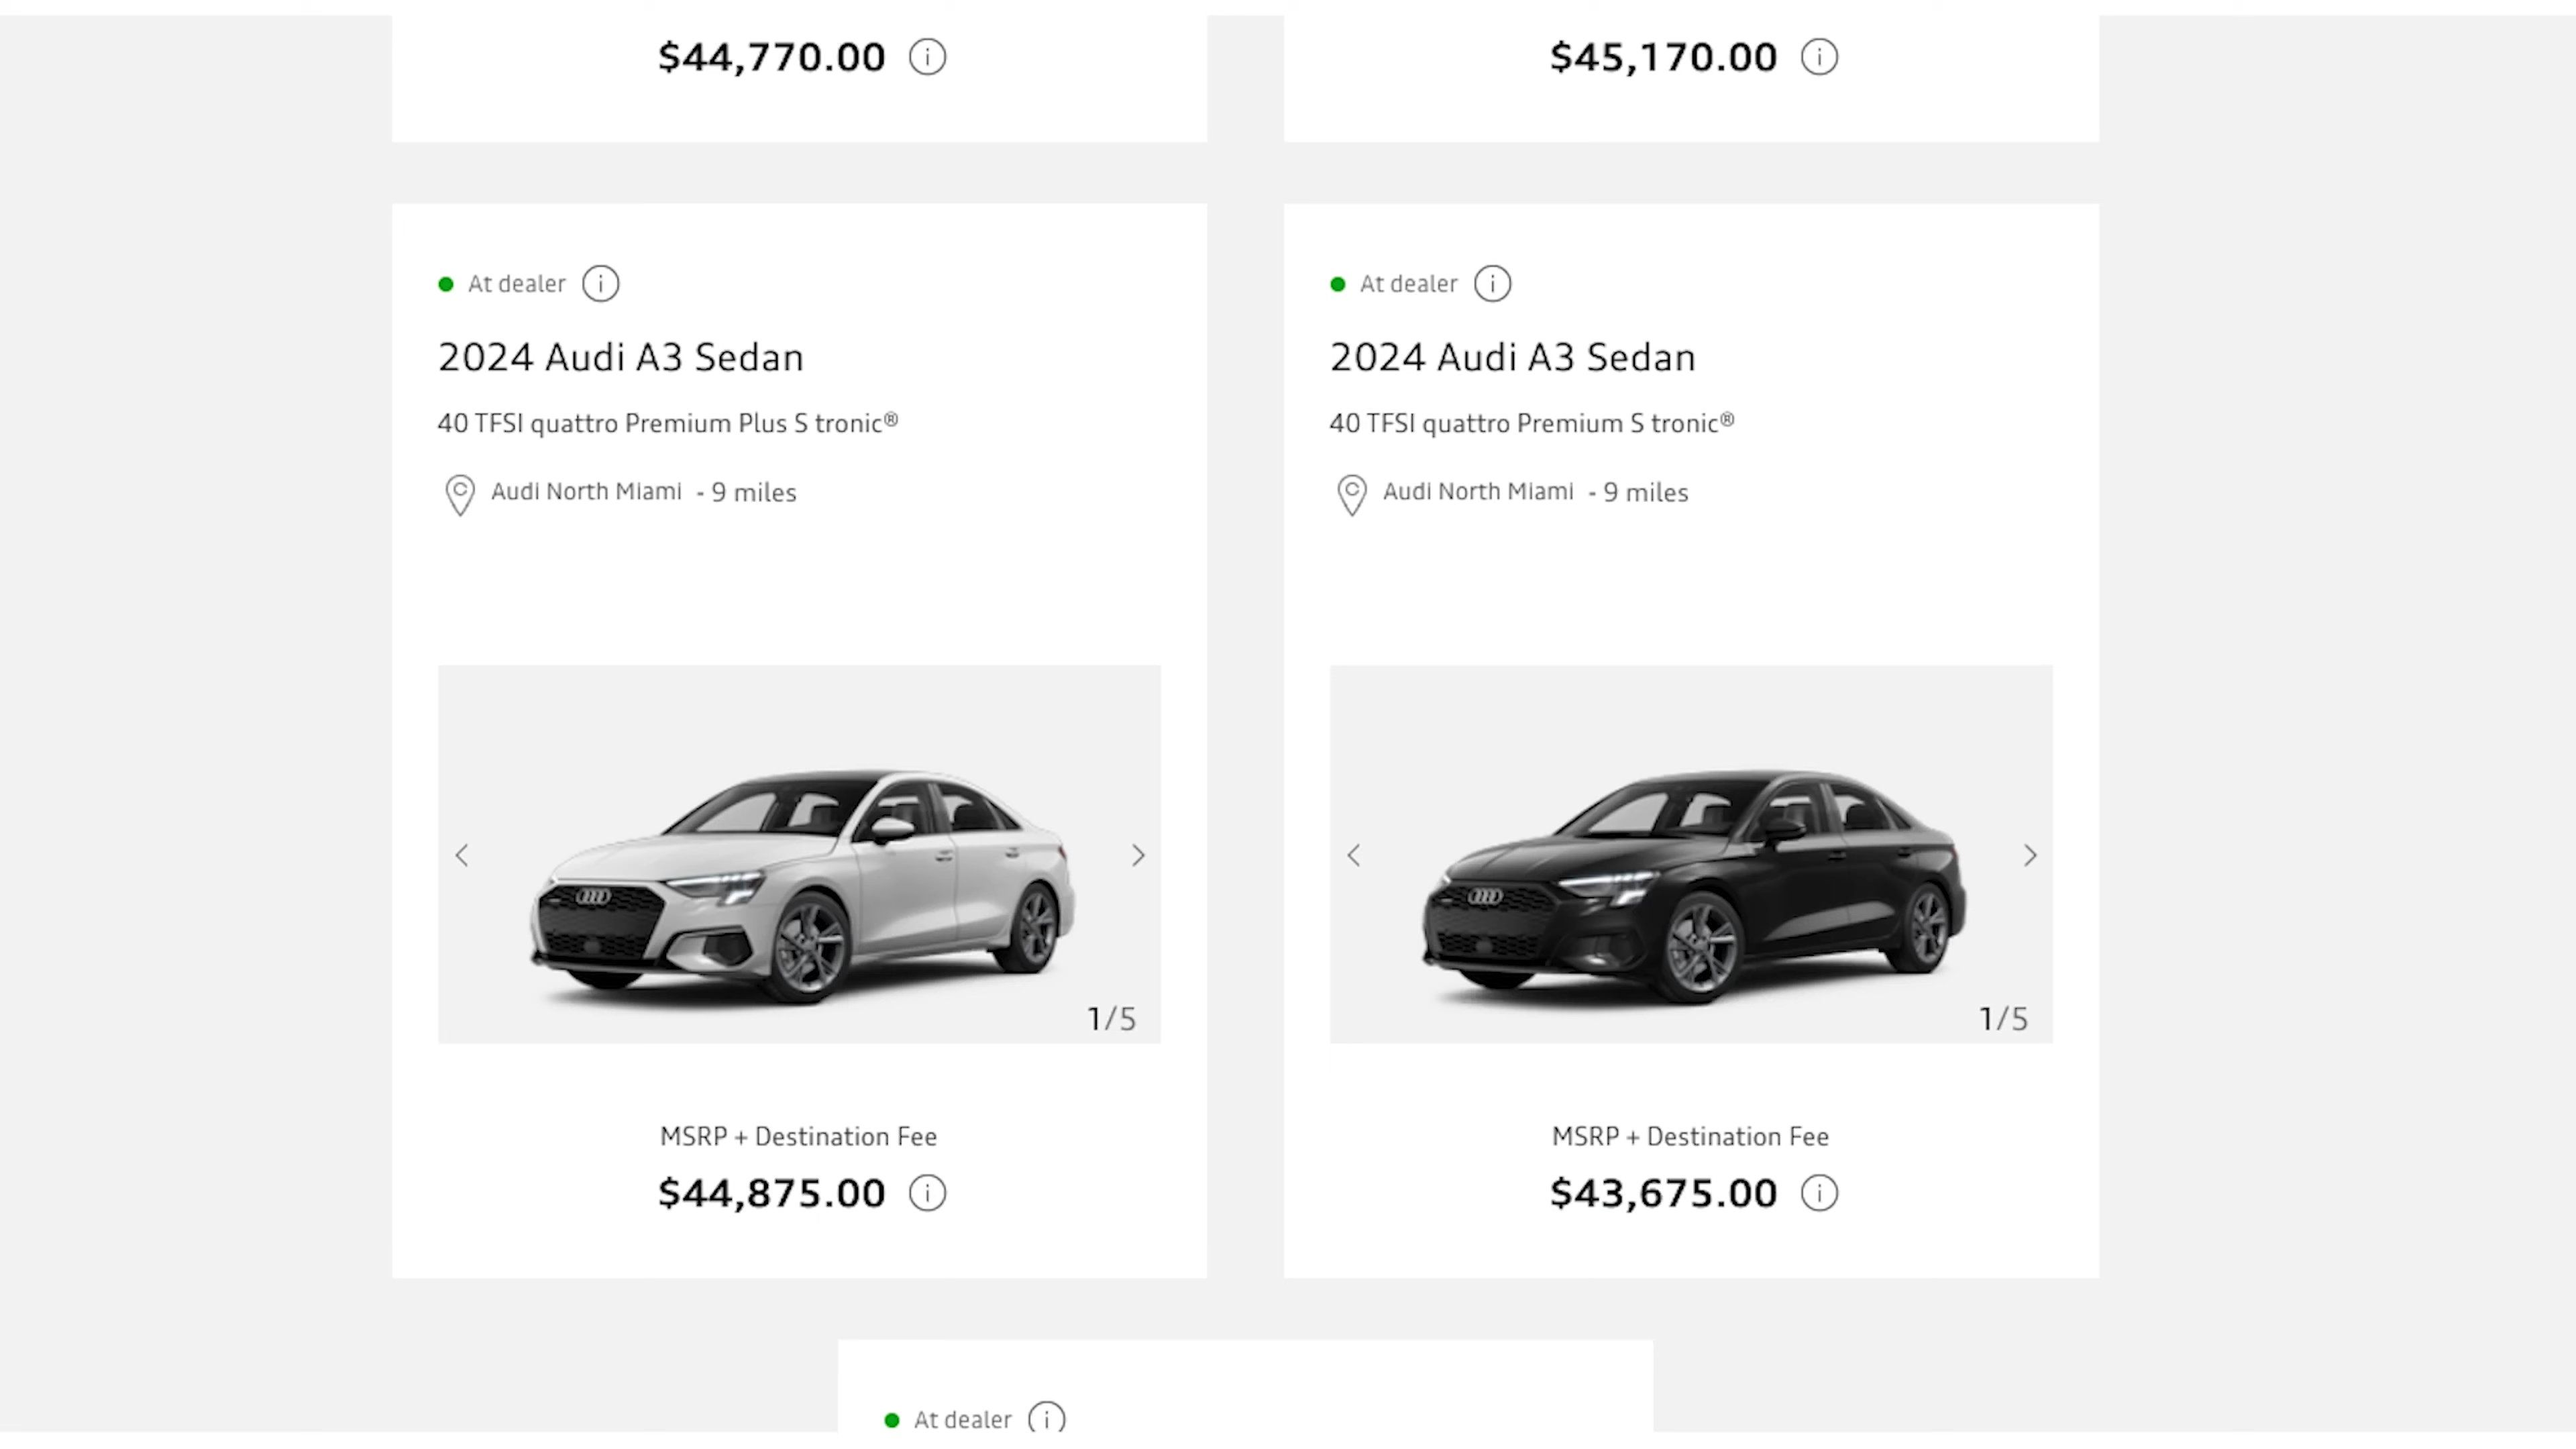 $44,770.00
$45,170.00
At dealer
2024 Audi A3 Sedan
40 TFSI quattro Premium Plus S tronic®
Audi North Miami - 9 miles
1/5
MSRP + Destination Fee
$44,875.00
At dealer
2024 Audi A3 Sedan
40 TFSI quattro Premium S tronic®
Audi North Miami - 9 miles
1/5
MSRP + Destination Fee
$43,675.00
At dealer